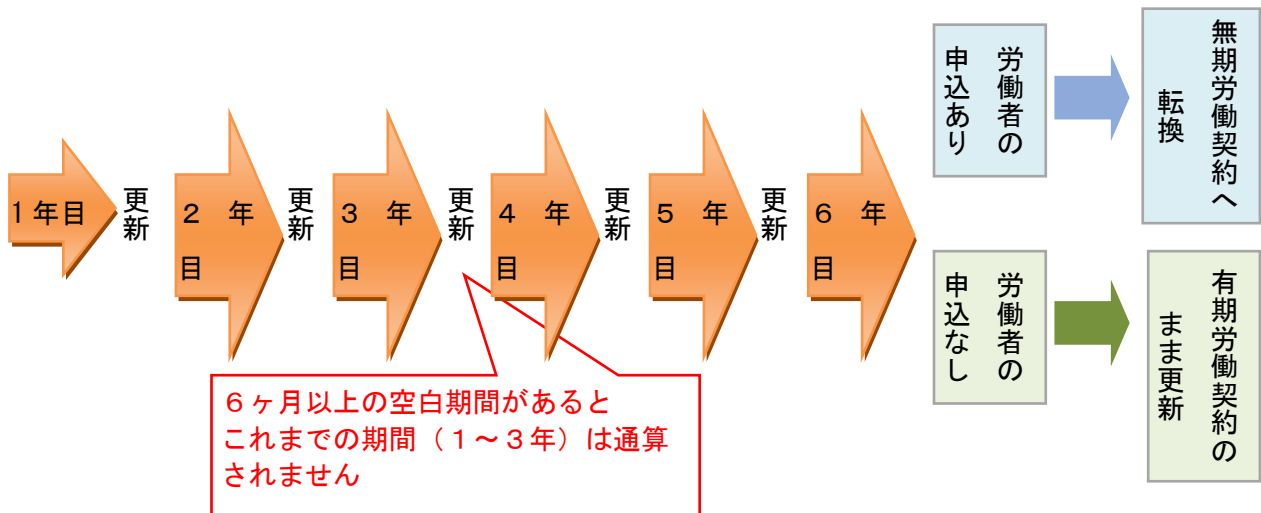 1年目
更新
2年
目
更新
3年
目
更新
4年
目
更新
5年
目
更新
6年
目
労働者の
申込あり
無期労働契約へ
転換
労働者の
申込なし
有期労働契約の
まま更新
6ヶ月以上の空白期間があると
これまでの期間（1～3年）は通算
されません